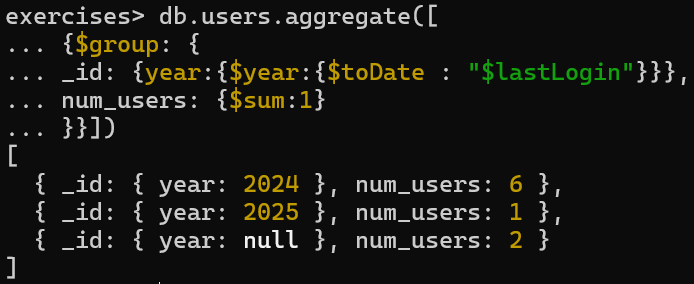 exercises> db.users.aggregate([
... {$group: {
... _id: {year:{$year:{$toDate : "$lastLogin"}}},
... num_users: {$sum:1}
... }}])
[
  { _id: { year: 2024 }, num_users: 6 },
  { _id: { year: 2025 }, num_users: 1 },
  { _id: { year: null }, num_users: 2 }
]